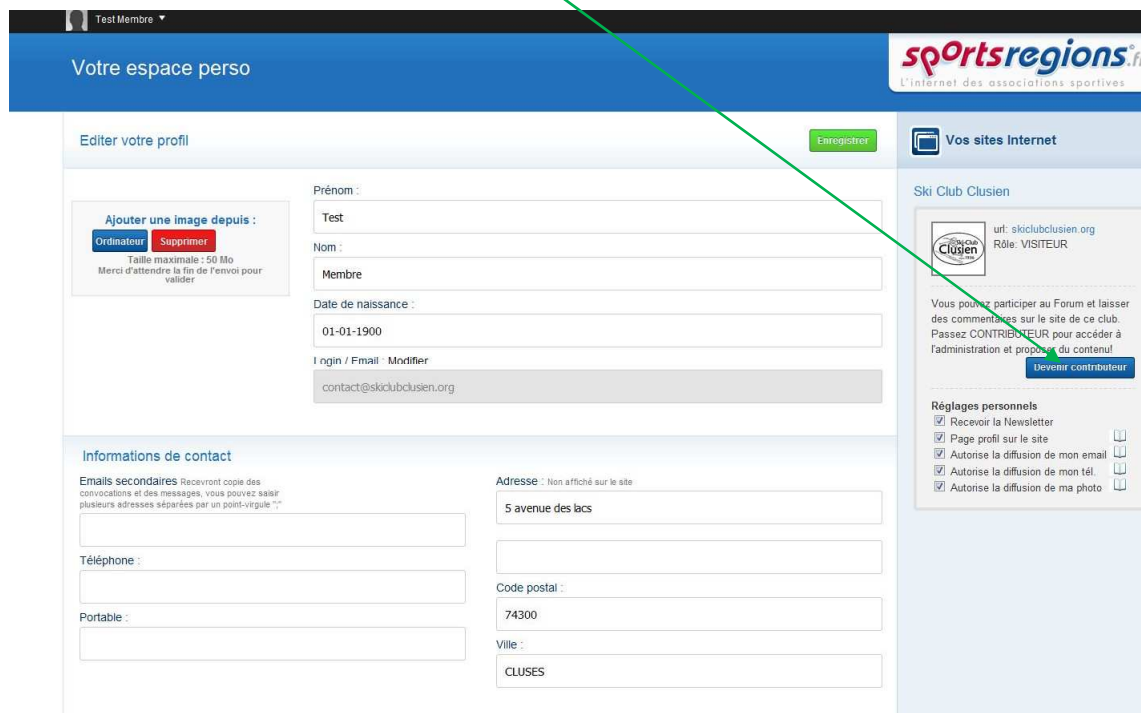 Test Membre
Votre espace perso
sportsregions.fr
L'internet des associations sportives
Editer votre profil
Enregistrer
Ajouter une image depuis :
Ordinateur Supprimer
Taille maximale : 50 Mo
Merci d'attendre la fin de l'envoi pour
valider
Prénom :
Test
Nom :
Membre
Date de naissance :
01-01-1900
Login / Email : Modifier
contact@skiclubclusien.org
Informations de contact
Emails secondaires Recevront copie des
convocations et des messages, vous pouvez saisir
plusieurs adresses séparées par un point-virgule ";"
Téléphone :
Portable :
Adresse : Non affiché sur le site
5 avenue des lacs
Code postal :
74300
Ville :
CLUSES
Vos sites Internet
Ski Club Clusien
Ski-Club
Clusien
url: skiclubclusien.org
Rôle: VISITEUR
Vous pouvez participer au Forum et laisser
des commentaires sur le site de ce club.
Passez CONTRIBUTEUR pour accéder à
l'administration et proposer du contenu!
Devenir contributeur
Réglages personnels
Recevoir la Newsletter
Page profil sur le site
Autorise la diffusion de mon email
Autorise la diffusion de mon tél.
Autorise la diffusion de ma photo